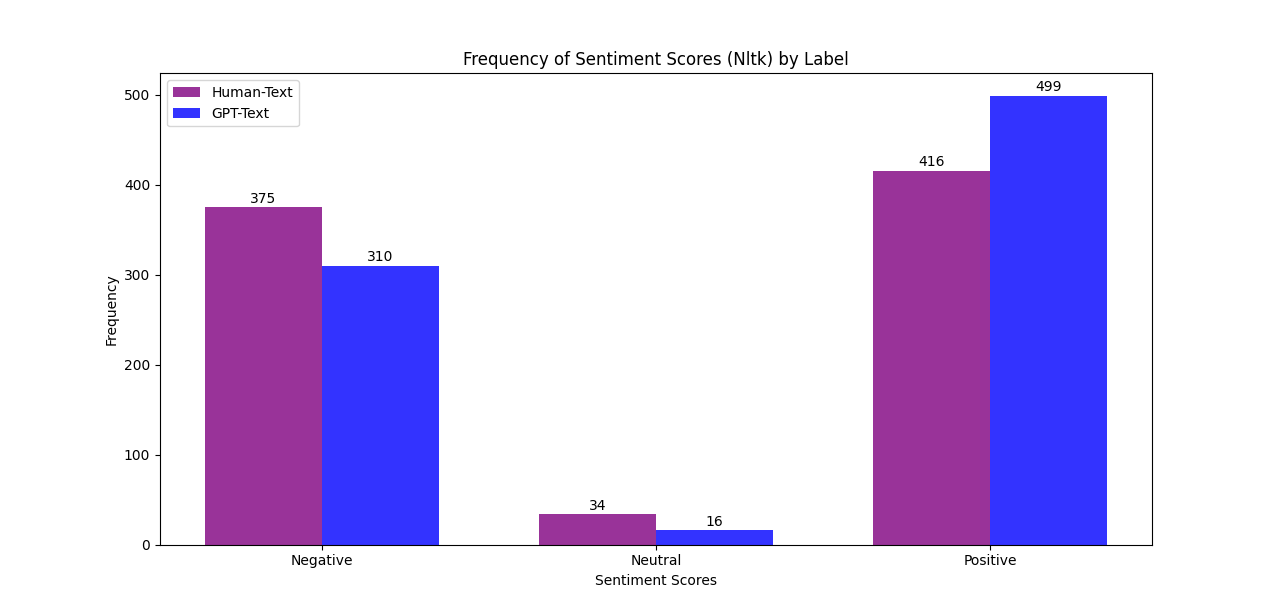 Frequency of Sentiment Scores (Nltk) by Label
Human-Text
GPT-Text
500
400
300
200
100
0
Frequency
375
310
34
16
416
499
Negative
Neutral
Positive
Sentiment Scores